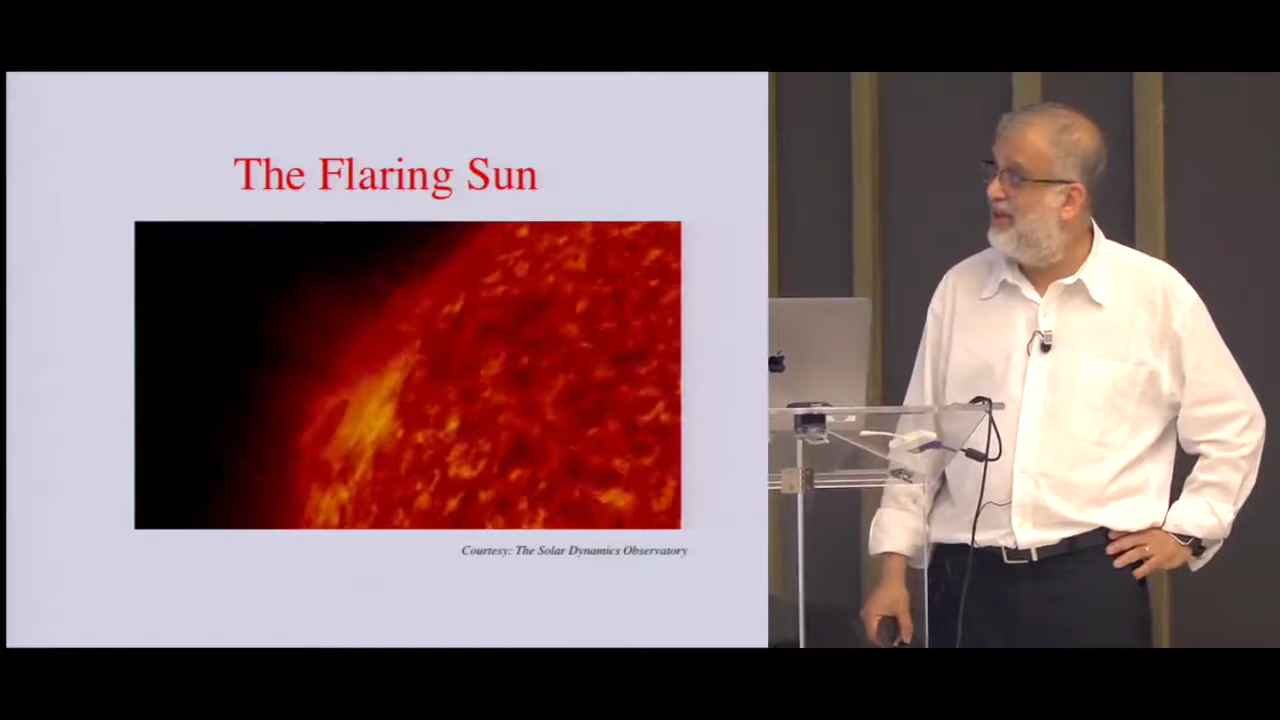 The Flaring Sun
Courtesy: The Solar Dynamics Observatory